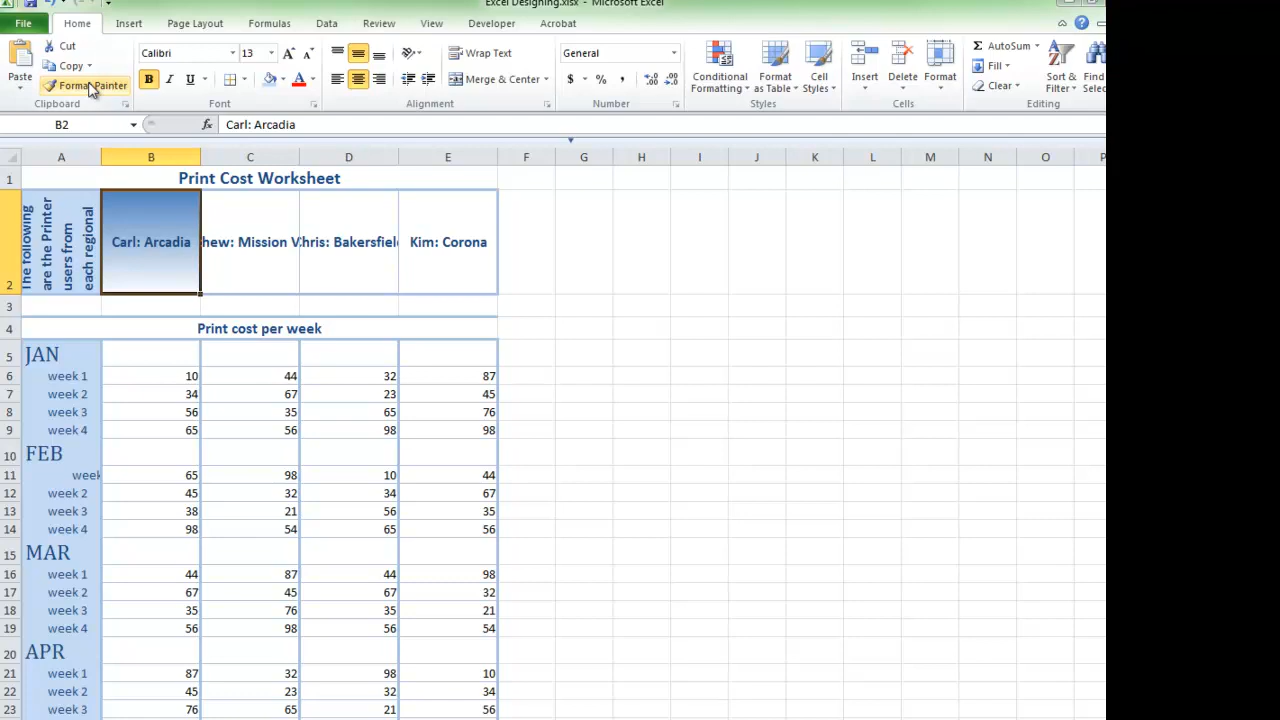 Excel Designing.xlsx - Microsoft Excel
File Home Insert Page Layout Formulas Data Review View Developer Acrobat
Cut
Calibri 13 Wrap Text General AutoSum
Copy Fill
Paste Format Painter B I U Merge & Center $ % , Conditional Formatting Format as Table Cell Styles Insert Delete Format Clear Sort & Filter
Clipboard Font Alignment Number Styles Cells Editing
B2 fx Carl: Arcadia
A B C D E F G H I J K L M N O P
1 Print Cost Worksheet
2 The following are the Printer users from each regional Carl: Arcadia hew: Mission V hris: Bakersfiel Kim: Corona
3
4 Print cost per week
5 JAN
6 week 1 10 44 32 87
7 week 2 34 67 23 45
8 week 3 56 35 65 76
9 week 4 65 56 98 98
10 FEB
11 week 65 98 10 44
12 week 2 45 32 34 67
13 week 3 38 21 56 35
14 week 4 98 54 65 56
15 MAR
16 week 1 44 87 44 98
17 week 2 67 45 67 32
18 week 3 35 76 35 21
19 week 4 56 98 56 54
20 APR
21 week 1 87 32 98 10
22 week 2 45 23 32 34
23 week 3 76 65 21 56